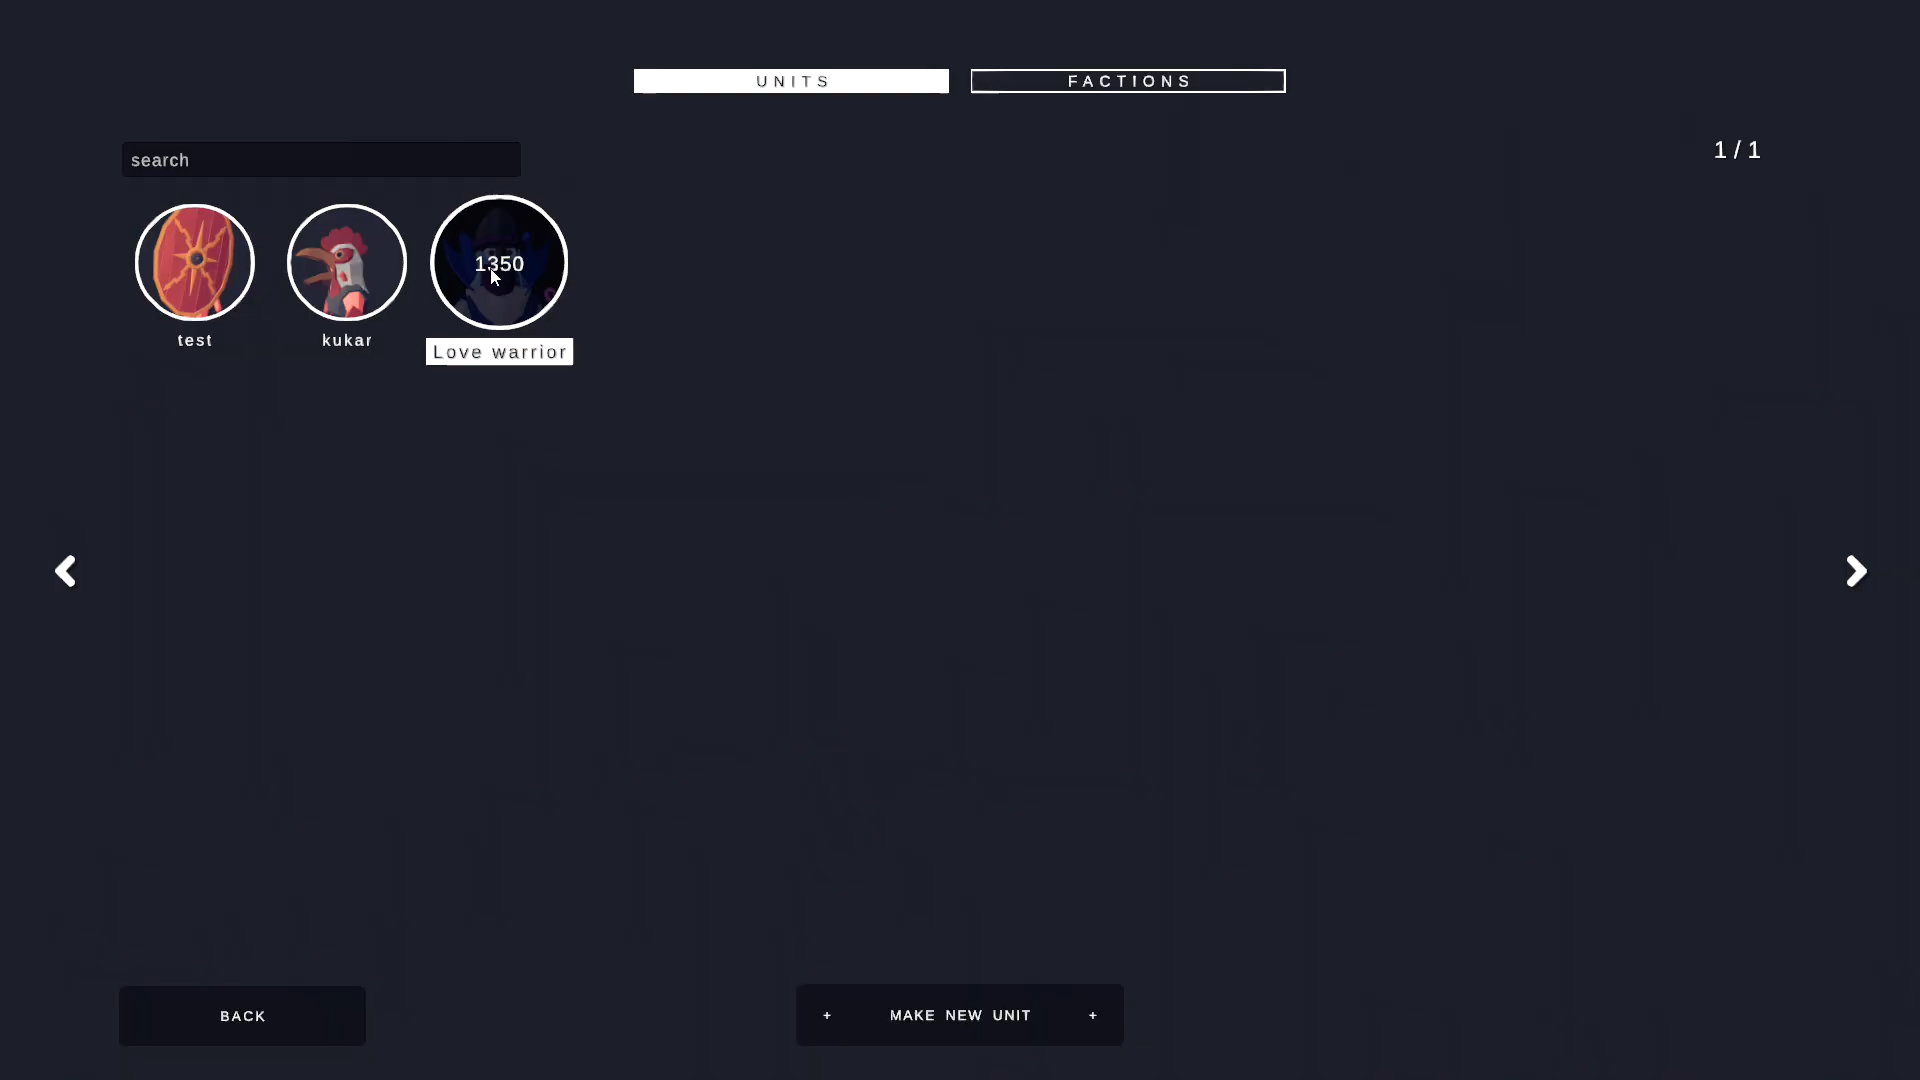 UNITS
FACTIONS
search
1 / 1
1350
test
kukar
Love warrior
BACK
+ MAKE NEW UNIT +